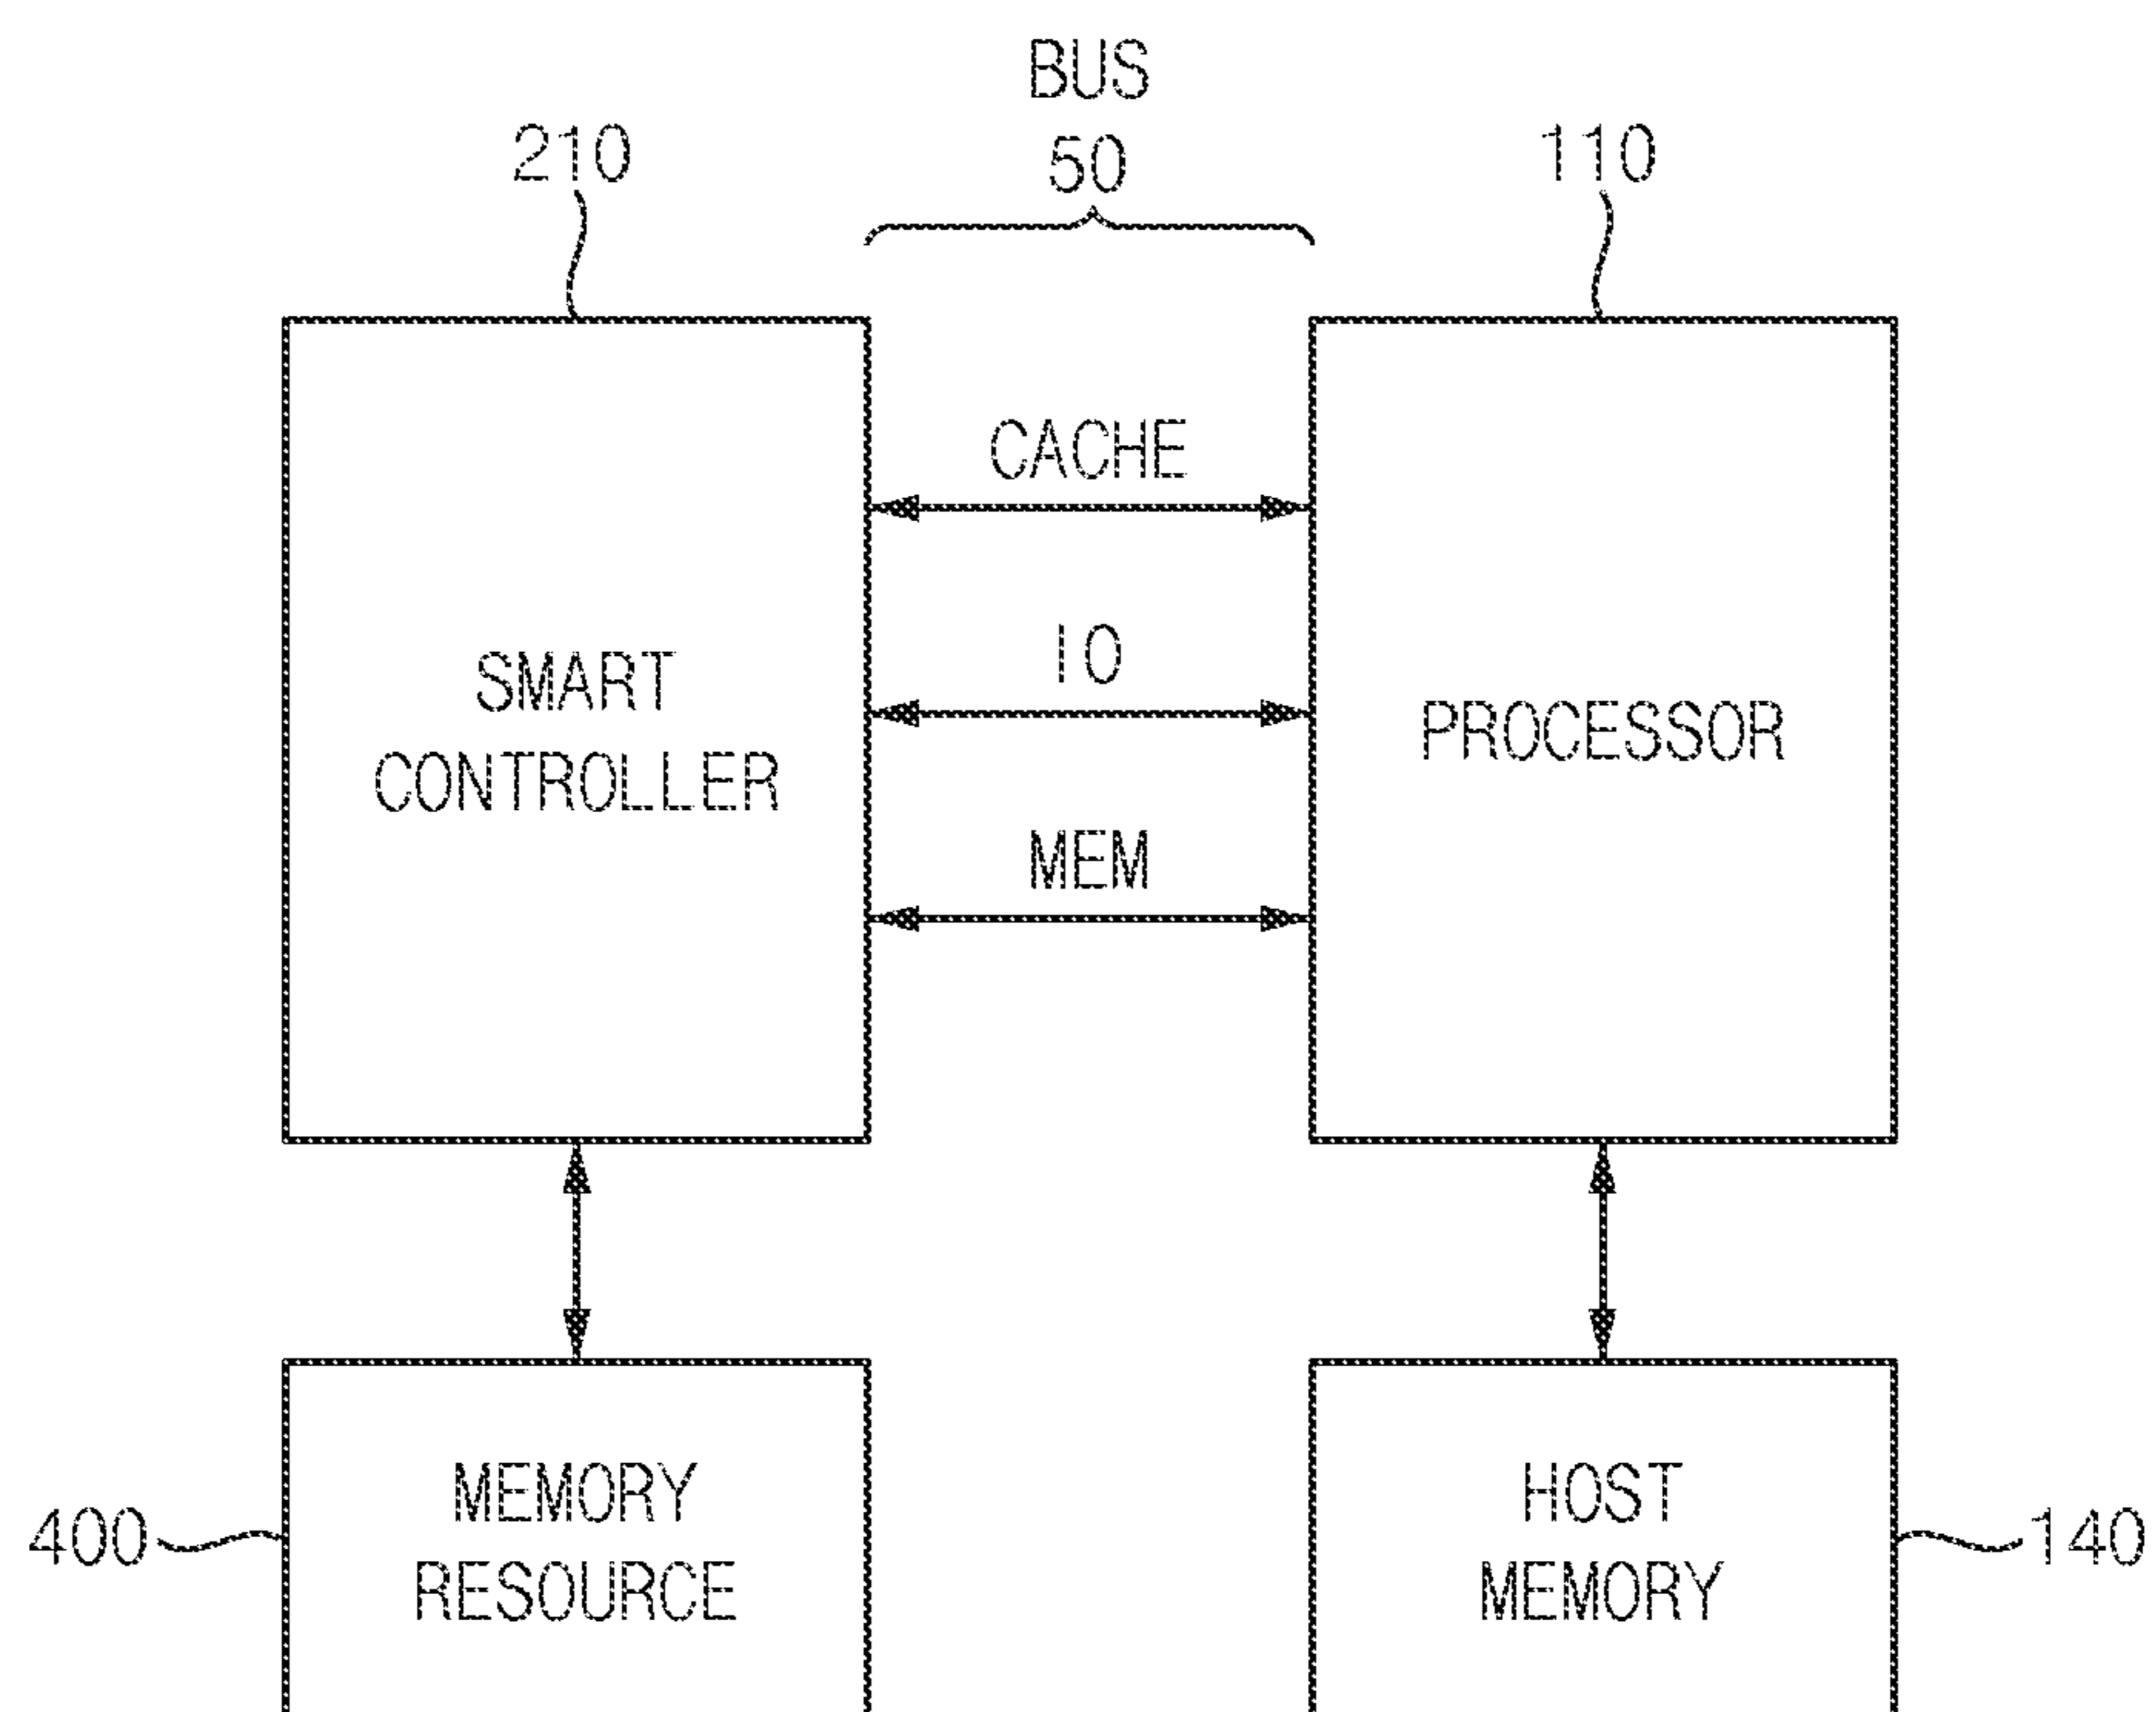 BUS
210
50
110
CACHE
IO
SMART
CONTROLLER
PROCESSOR
MEM
MEMORY
RESOURCE
HOST
MEMORY
400
140